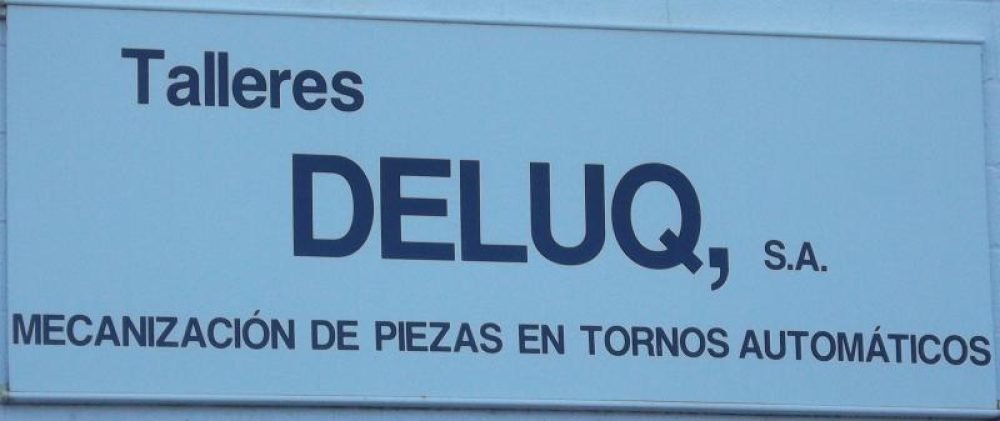 Talleres
DELUQ, S.A.
MECANIZACIÓN DE PIEZAS EN TORNOS AUTOMÁTICOS